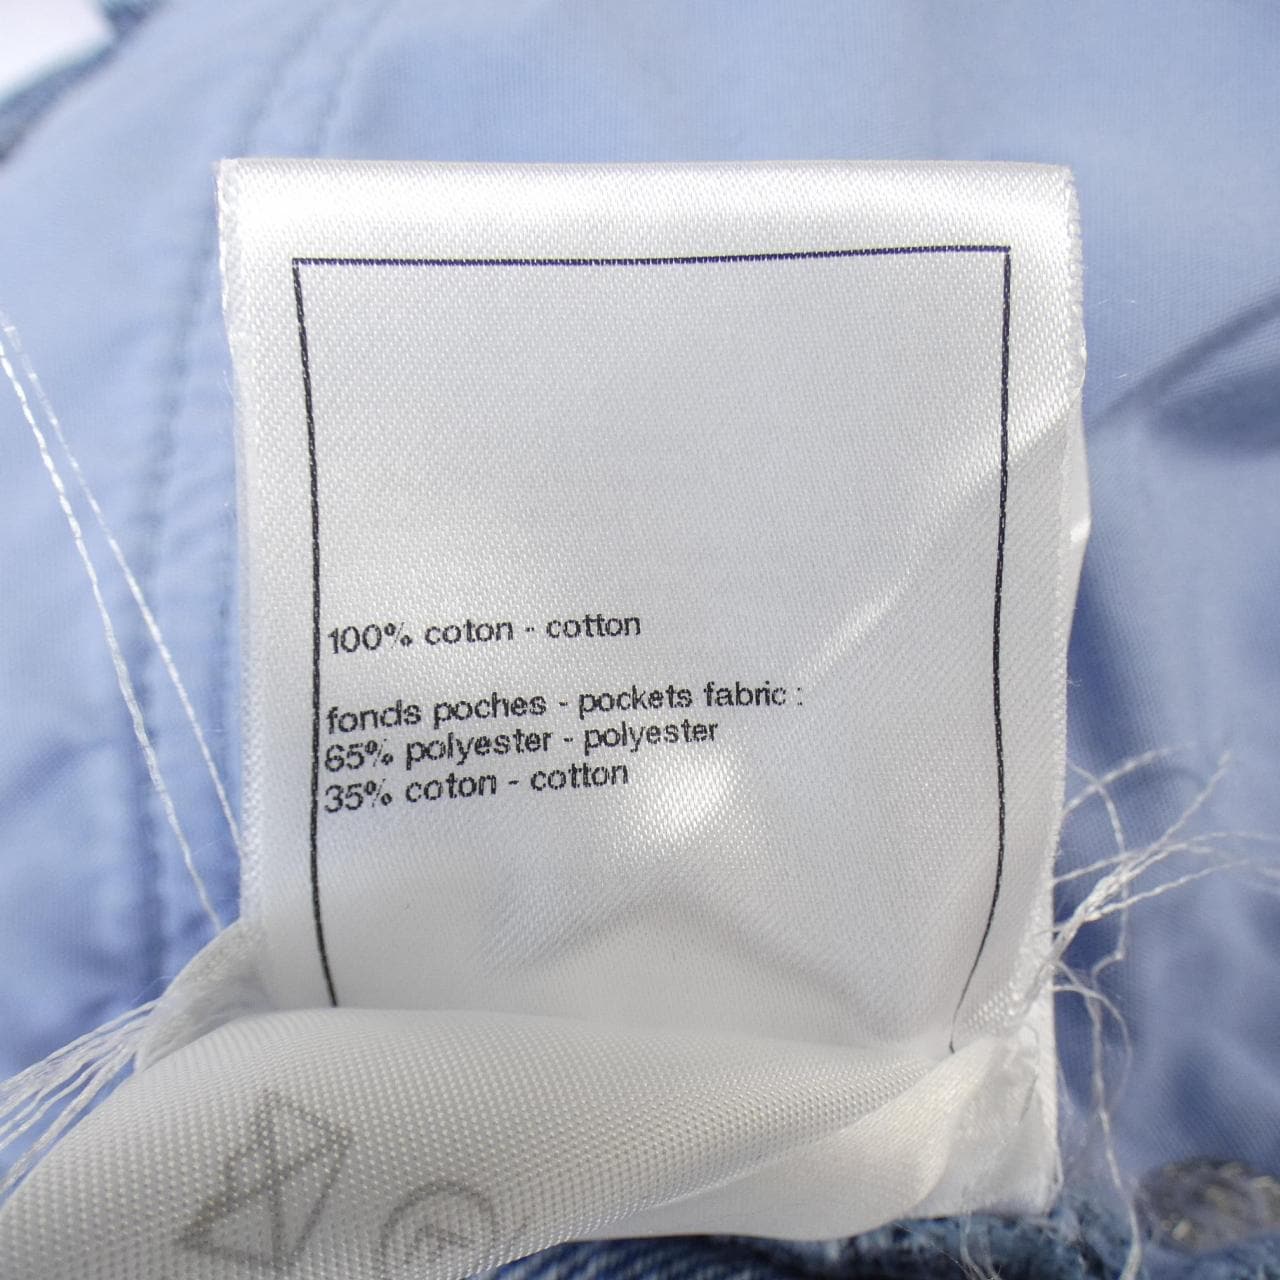 100% coton - cotton
fonds poches - pockets fabric :
65% polyester - polyester
35% coton - cotton